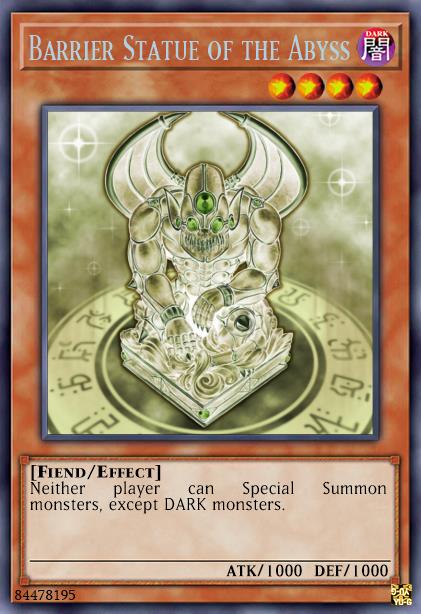 BARRIER STATUE OF THE ABYSS
DARK
闇
[FIEND/EFFECT]
Neither player can Special Summon
monsters, except DARK monsters.
ATK/1000 DEF/1000
84478195